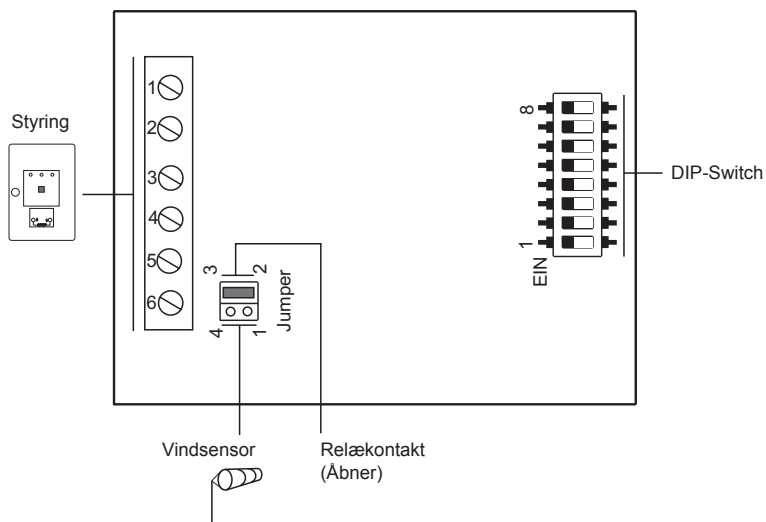 Styring
1
2
3
4
5
6
3
2
4
1
Jumper
8
1
EIN
DIP-Switch
Vindsensor
Relækontakt
(Åbner)